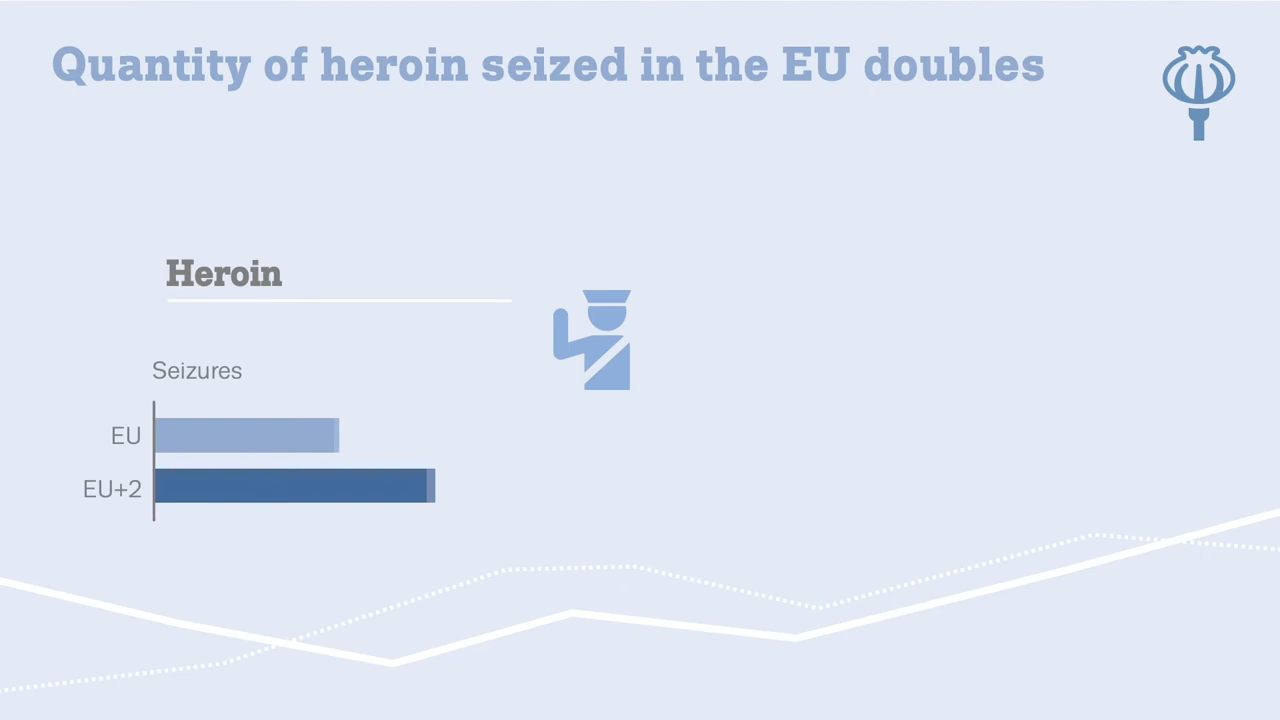 Quantity of heroin seized in the EU doubles
Heroin
Seizures
EU
EU+2